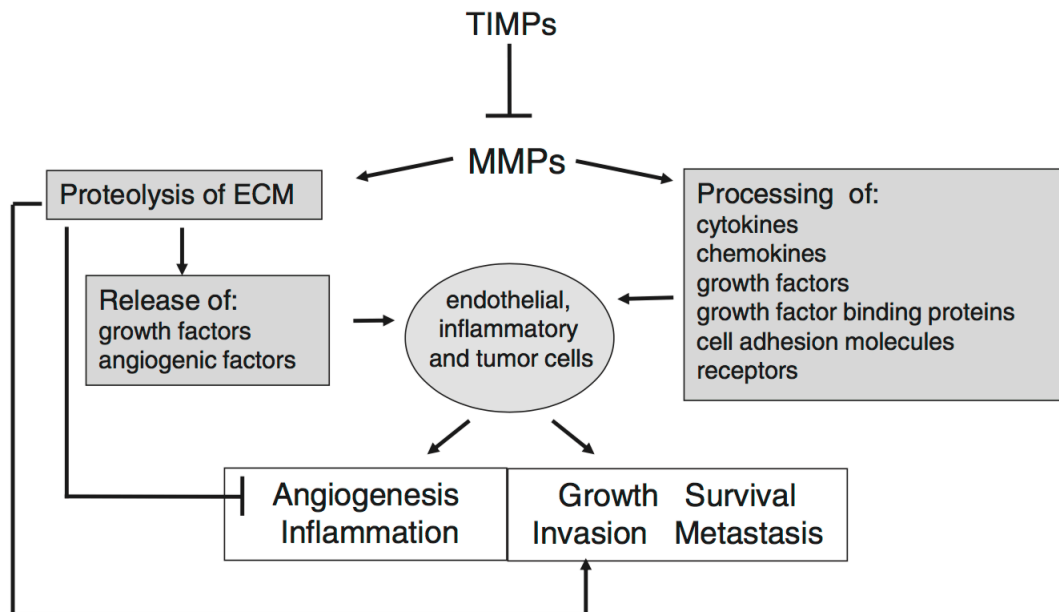 TIMPs
MMPs
Proteolysis of ECM
Release of:
growth factors
angiogenic factors
endothelial,
inflammatory
and tumor cells
Processing of:
cytokines
chemokines
growth factors
growth factor binding proteins
cell adhesion molecules
receptors
Angiogenesis
Inflammation
Growth Survival
Invasion Metastasis